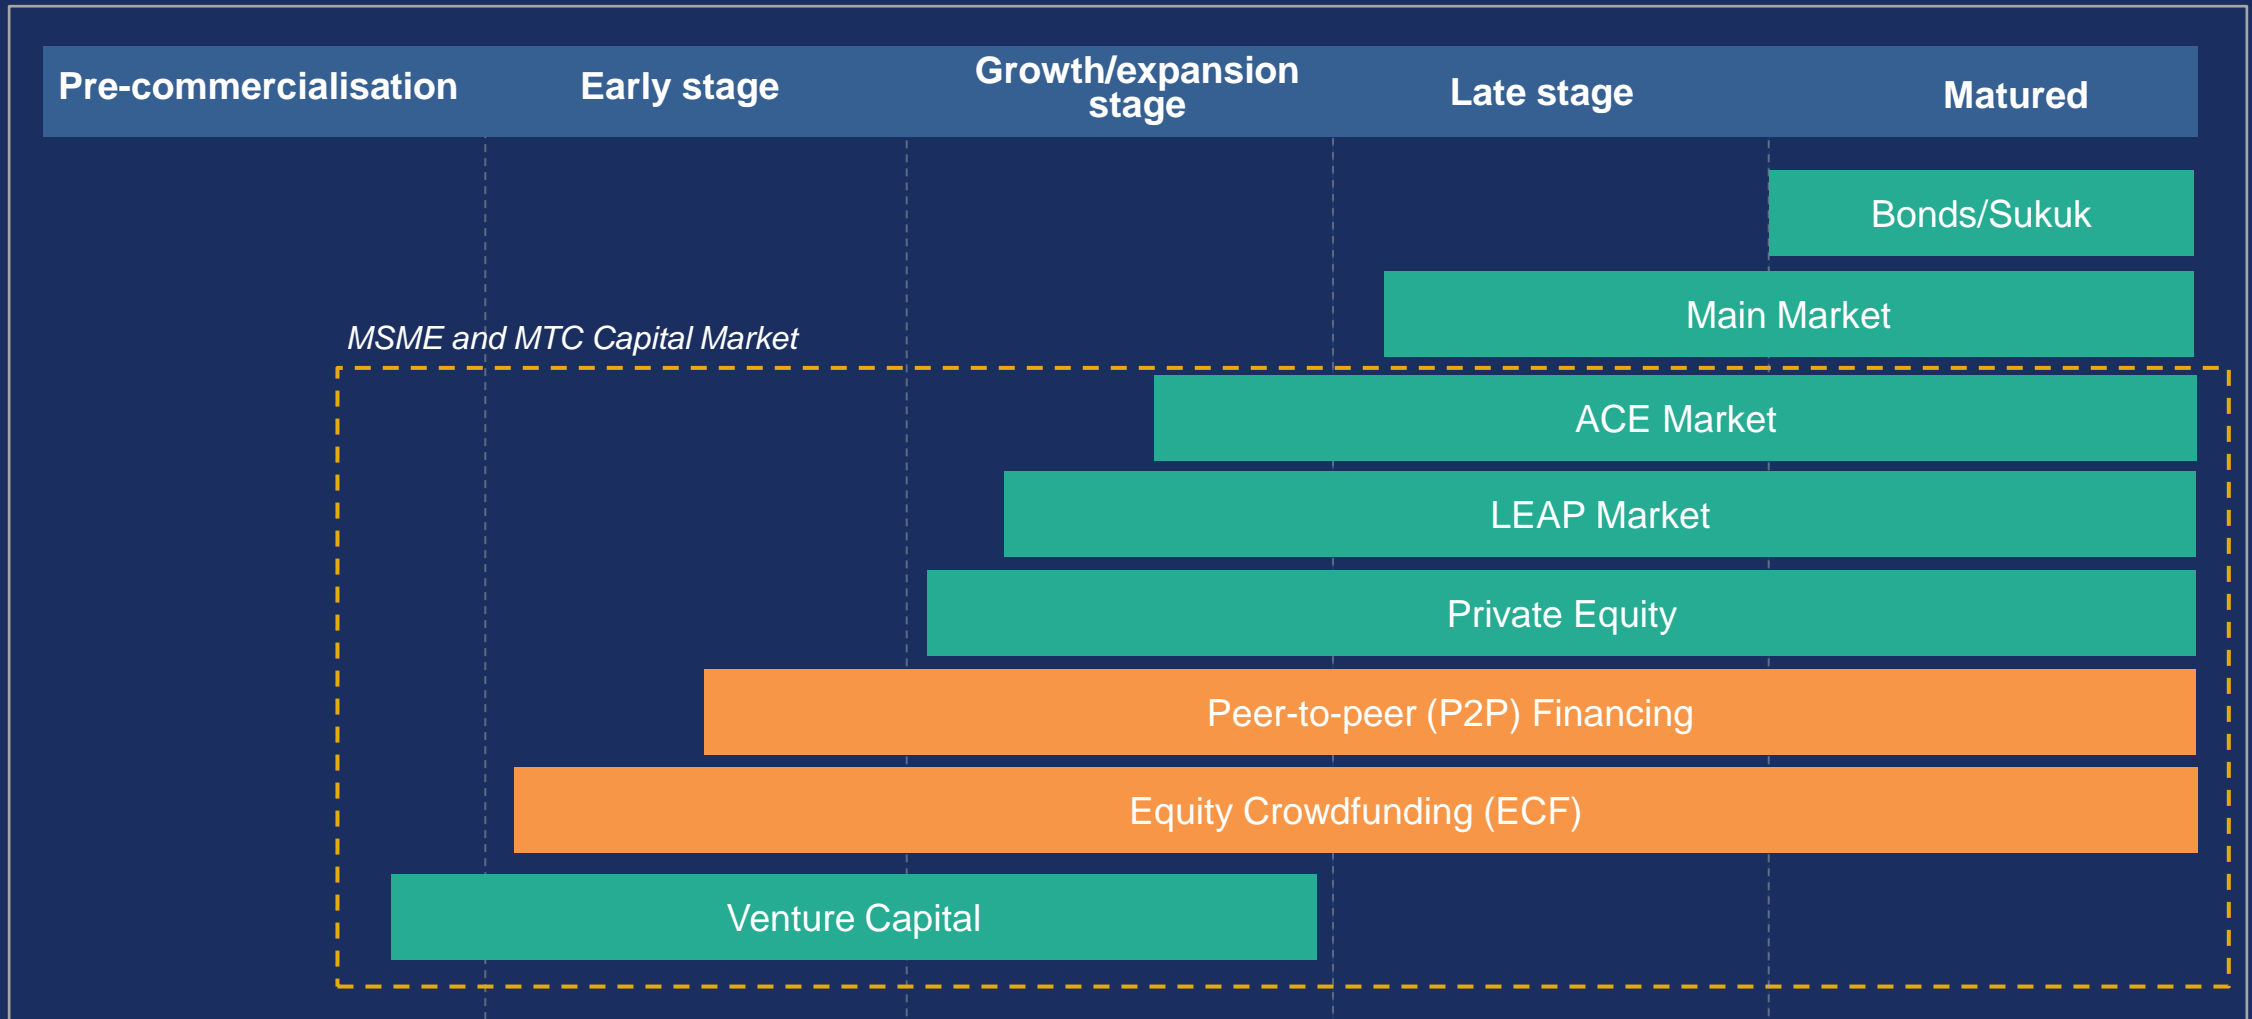 Pre-commercialisation
Early stage
Growth/expansion
stage
Late stage
Matured
Bonds/Sukuk
Main Market
MSME and MTC Capital Market
ACE Market
LEAP Market
Private Equity
Peer-to-peer (P2P) Financing
Equity Crowdfunding (ECF)
Venture Capital